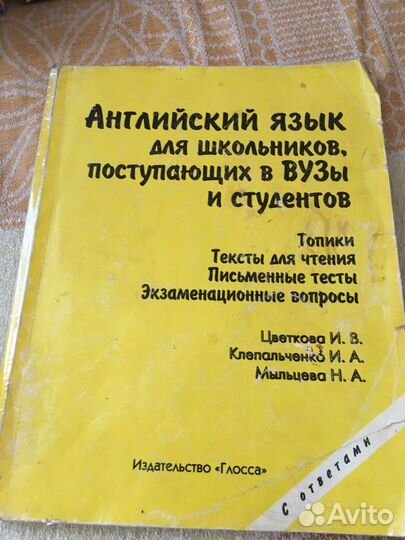 Английский язык
для школьников,
поступающих в ВУЗы
и студентов
Топики
Тексты для чтения
Письменные тесты
Экзаменационные вопросы
Цветкова И. В.
Клепальченко И. А.
Мыльцева Н. А.
Издательство «Глосса»
С ответами
Avito